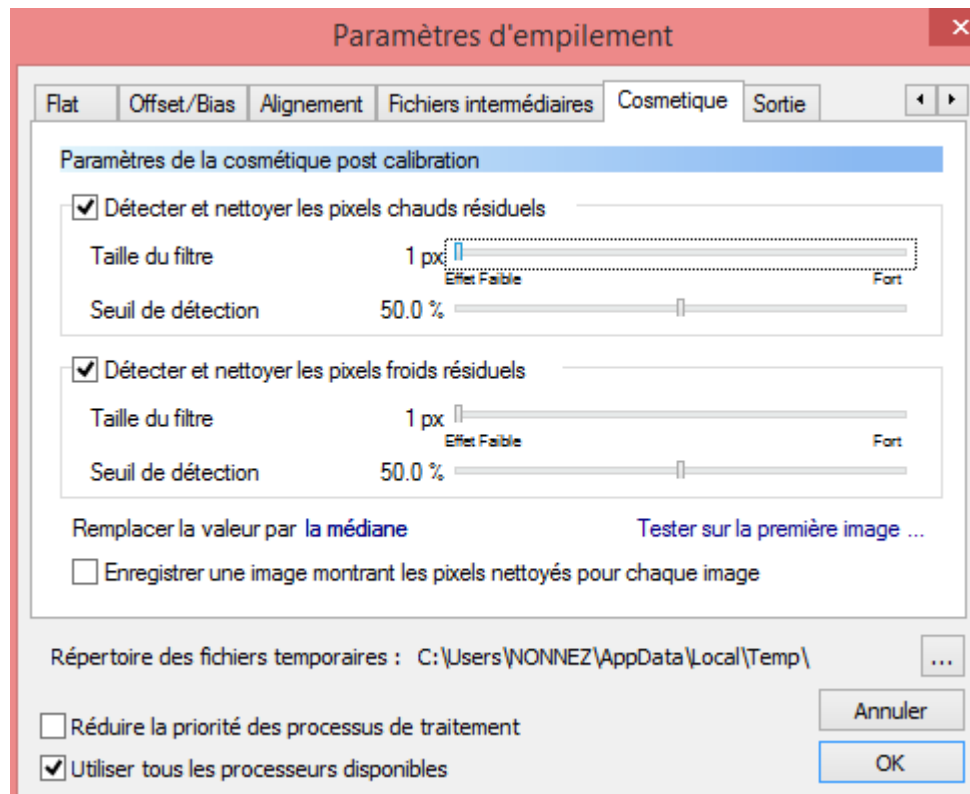 Paramètres d'empilement
Flat Offset/Bias Alignement Fichiers intermédiaires Cosmetique Sortie
Paramètres de la cosmétique post calibration
Détecter et nettoyer les pixels chauds résiduels
Taille du filtre 1 px
Effet Faible Fort
Seuil de détection 50.0 %
Détecter et nettoyer les pixels froids résiduels
Taille du filtre 1 px
Effet Faible Fort
Seuil de détection 50.0 %
Remplacer la valeur par la médiane Tester sur la première image ...
Enregistrer une image montrant les pixels nettoyés pour chaque image
Répertoire des fichiers temporaires : C:\Users\NONNEZ\AppData\Local\Temp\ ...
Réduire la priorité des processus de traitement Annuler
Utiliser tous les processeurs disponibles OK